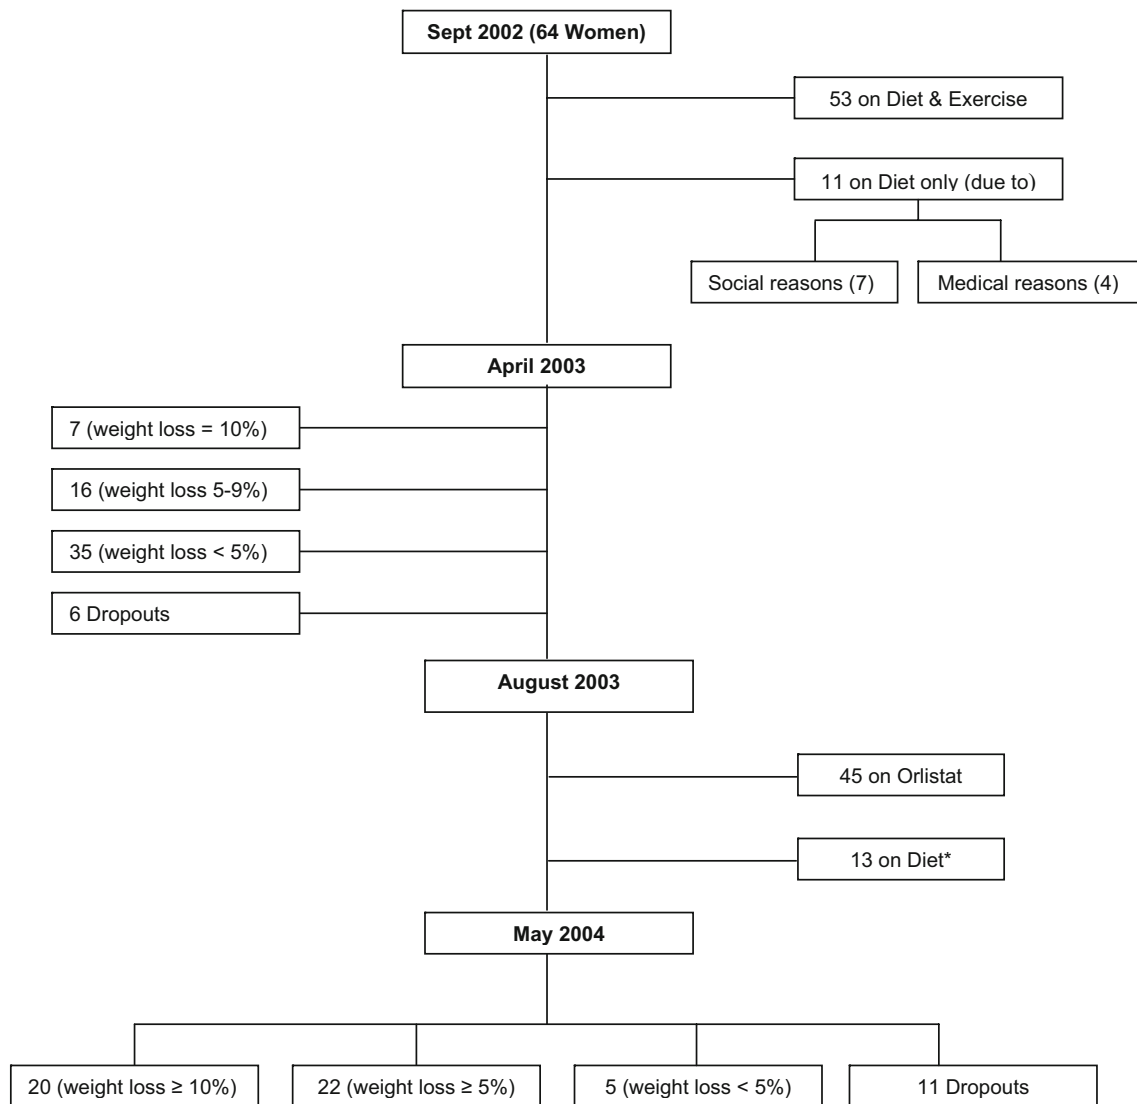 Sept 2002 (64 Women)
53 on Diet & Exercise
11 on Diet only (due to)
Social reasons (7)
Medical reasons (4)
April 2003
7 (weight loss = 10%)
16 (weight loss 5-9%)
35 (weight loss < 5%)
6 Dropouts
August 2003
45 on Orlistat
13 on Diet*
May 2004
20 (weight loss ≥ 10%)
22 (weight loss ≥ 5%)
5 (weight loss < 5%)
11 Dropouts